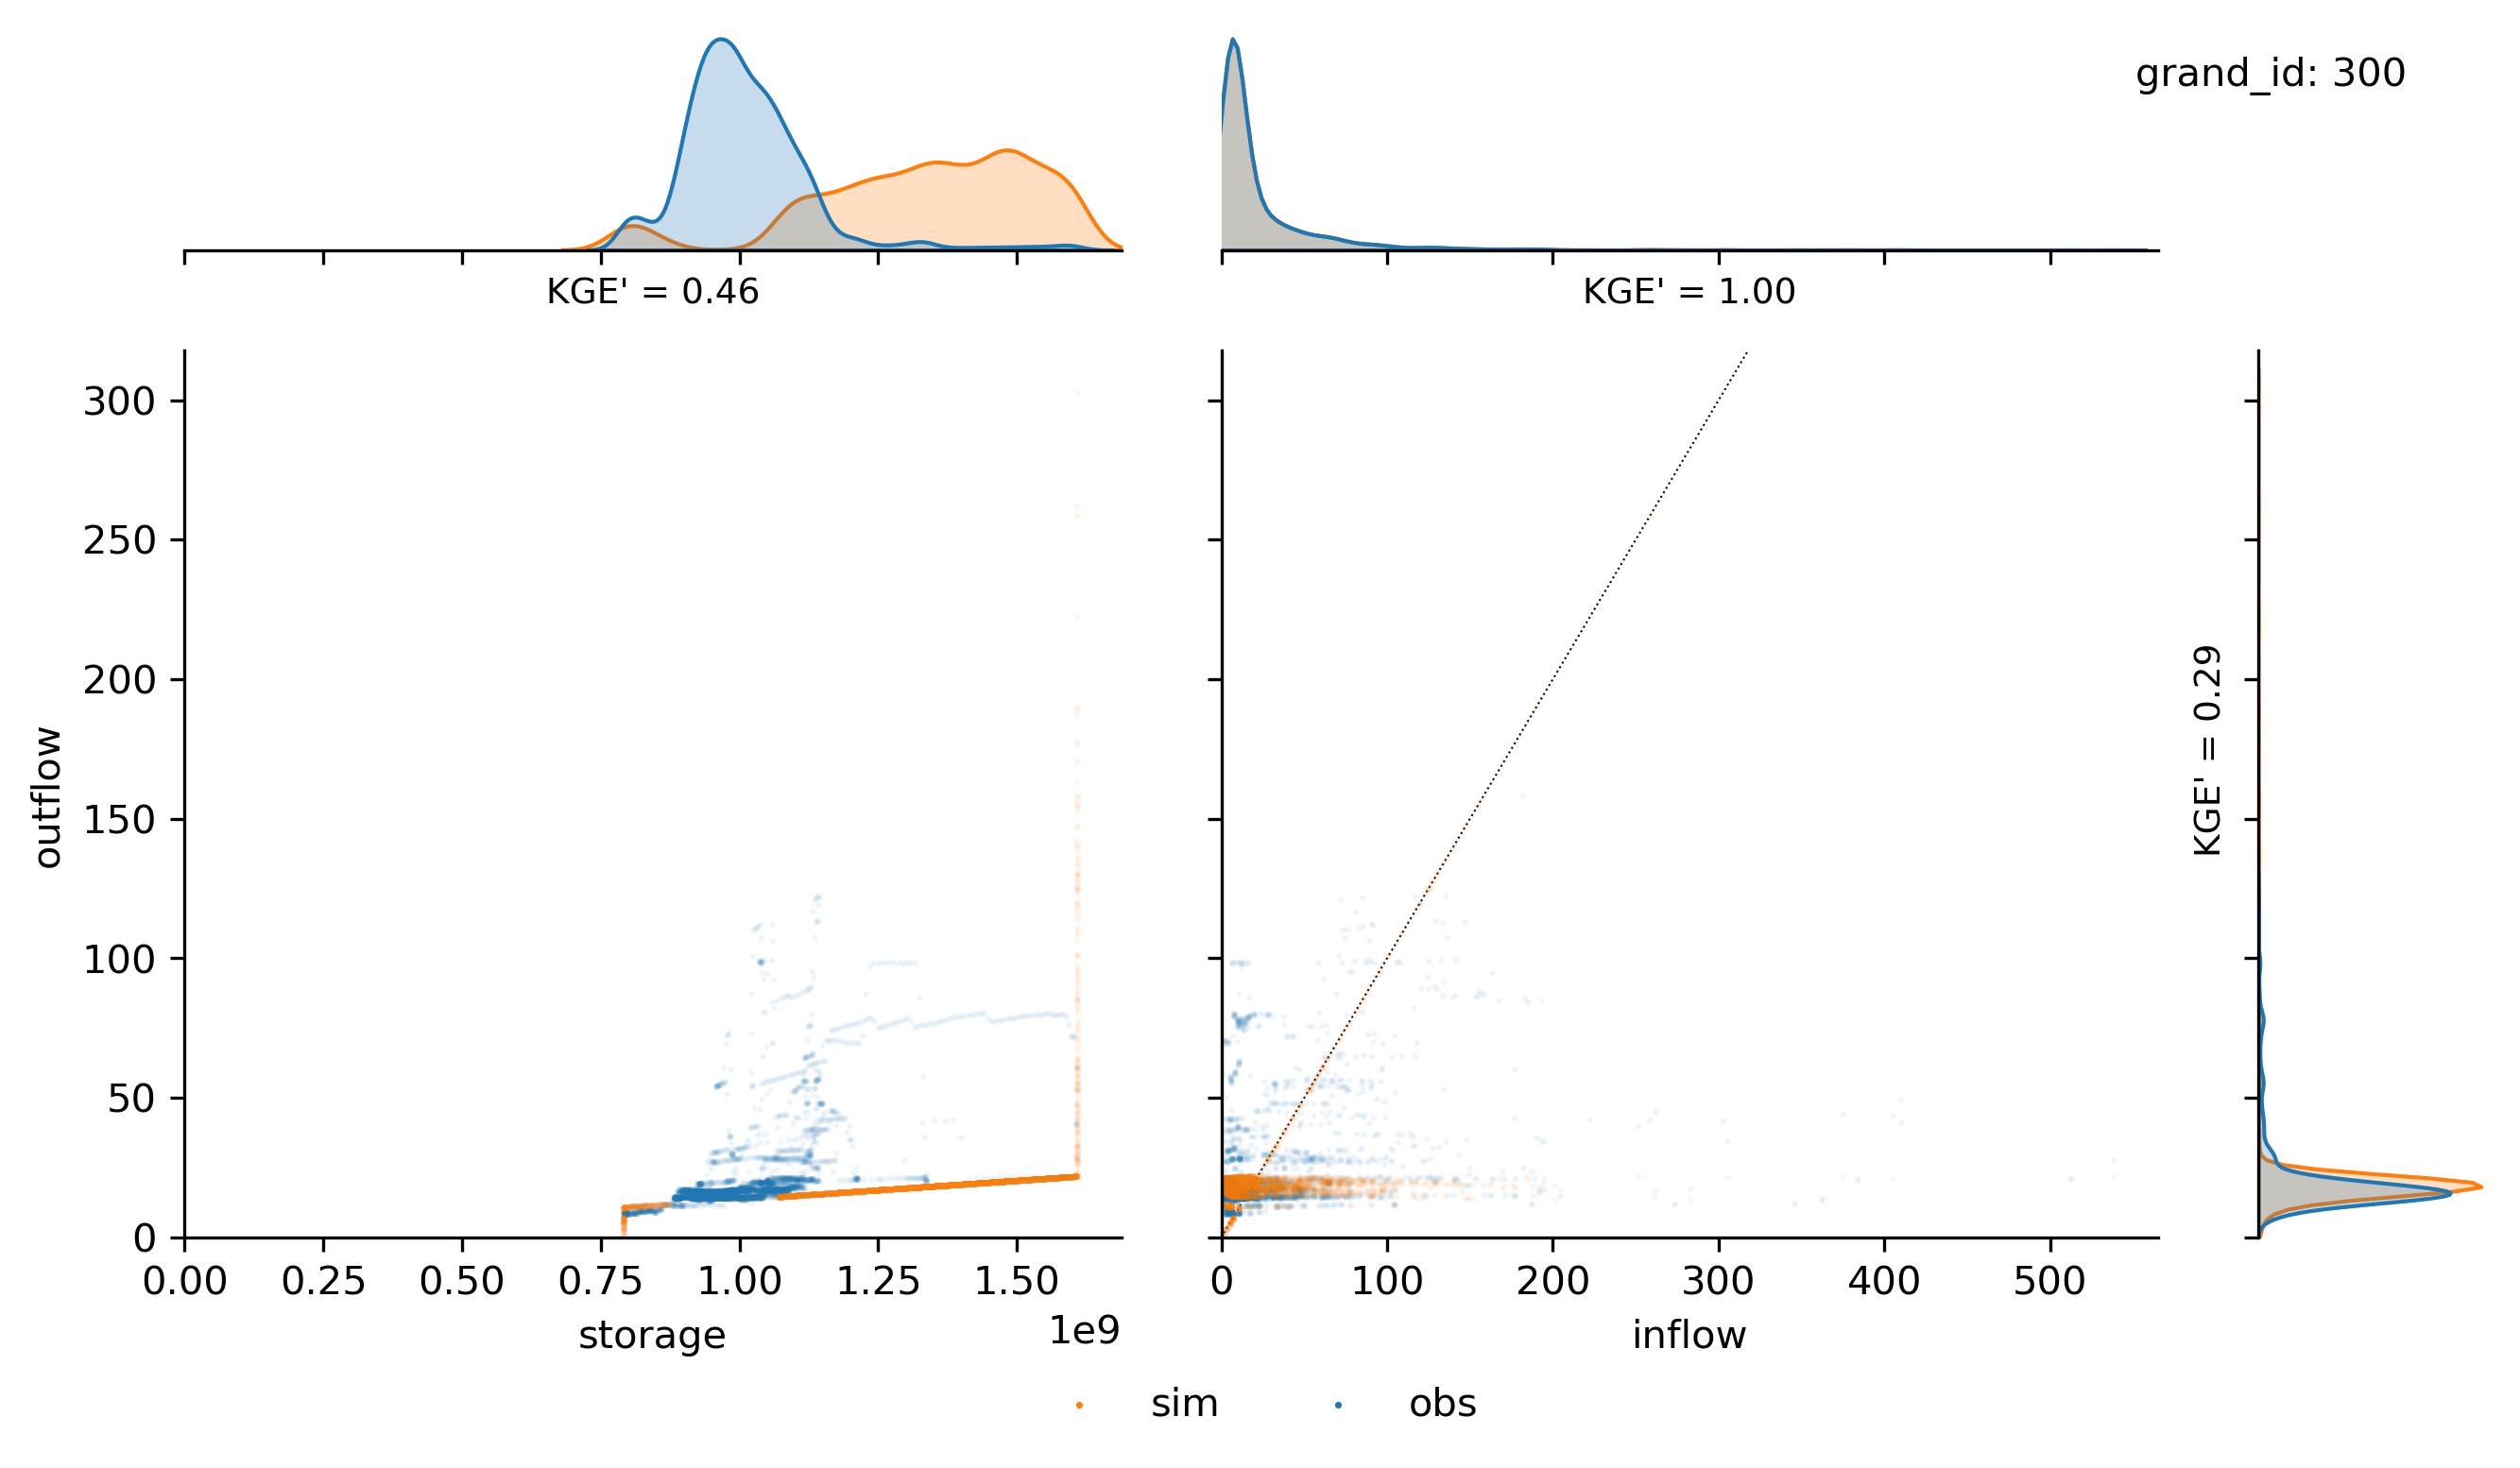 grand_id: 300
KGE' = 0.46
KGE' = 1.00
outflow
300
250
200
150
100
50
0
KGE' = 0.29
0.00 0.25 0.50 0.75 1.00 1.25 1.50
0 100 200 300 400 500
storage
1e9
inflow
sim obs